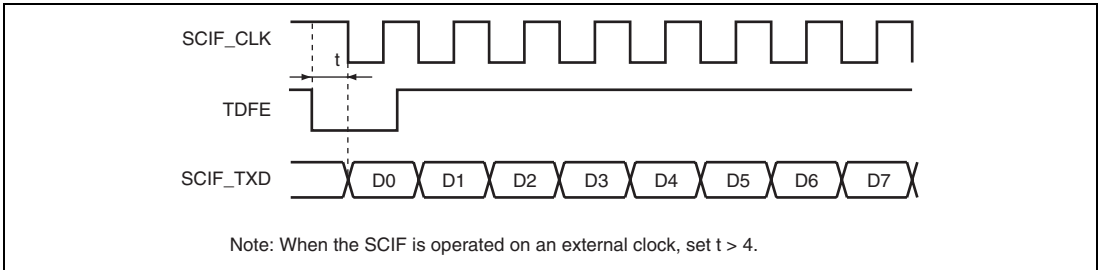 SCIF_CLK
t
TDFE
SCIF_TXD D0 D1 D2 D3 D4 D5 D6 D7
Note: When the SCIF is operated on an external clock, set t > 4.